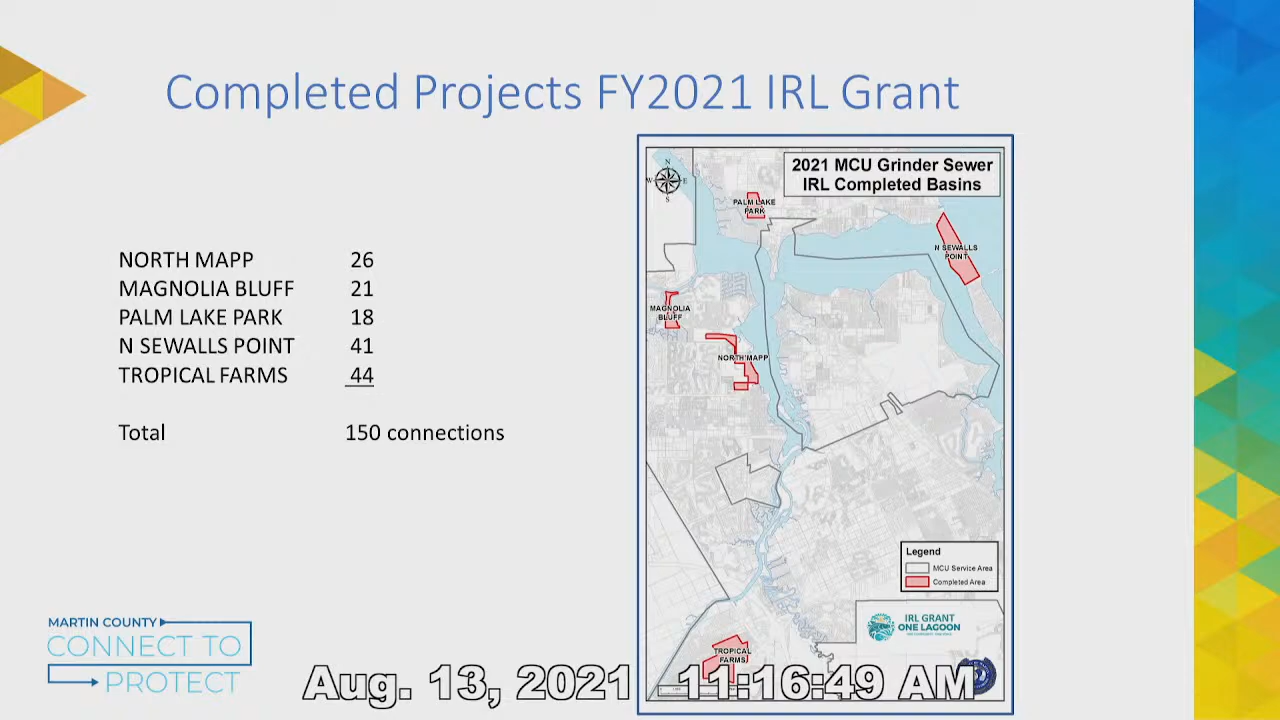 Completed Projects FY2021 IRL Grant
NORTH MAPP 26
MAGNOLIA BLUFF 21
PALM LAKE PARK 18
N SEWALLS POINT 41
TROPICAL FARMS 44
Total 150 connections
2021 MCU Grinder Sewer
IRL Completed Basins
N
W E
S
PALM LAKE
PARK
N SEWALLS
POINT
MAGNOLIA
BLUFF
NORTH MAPP
TROPICAL
FARMS
Legend
MCU Service Area
Completed Area
IRL GRANT
ONE LAGOON
MARTIN COUNTY
CONNECT TO
PROTECT
Aug. 13, 2021 11:16:49 AM